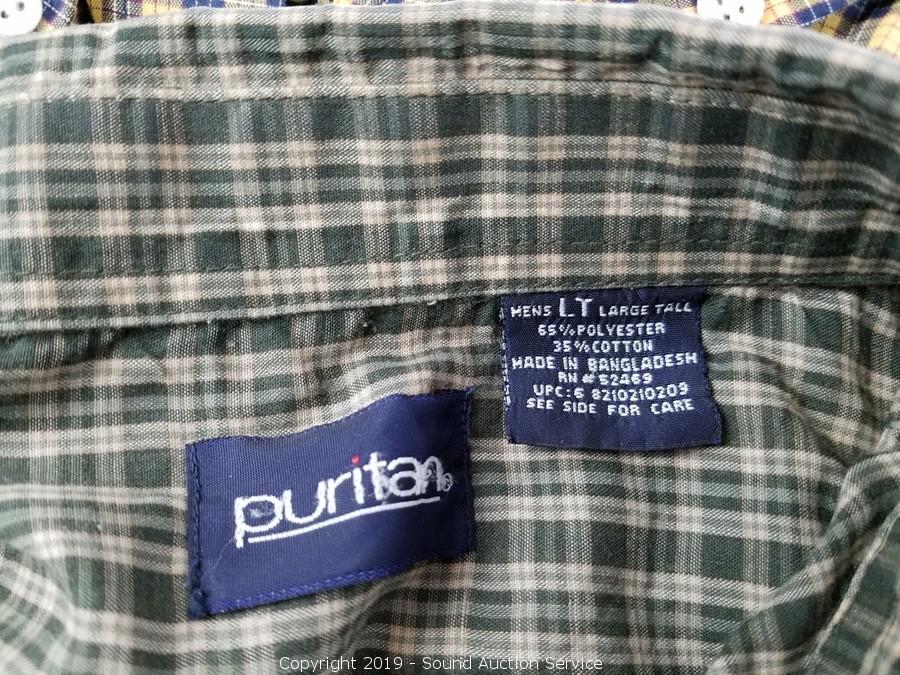 MENS LT LARGE TALL
65% POLYESTER
35% COTTON
MADE IN BANGLADESH
RN # 52469
UPC: 6 8210210209
SEE SIDE FOR CARE
puritan®
Copyright 2019 - Sound Auction Service